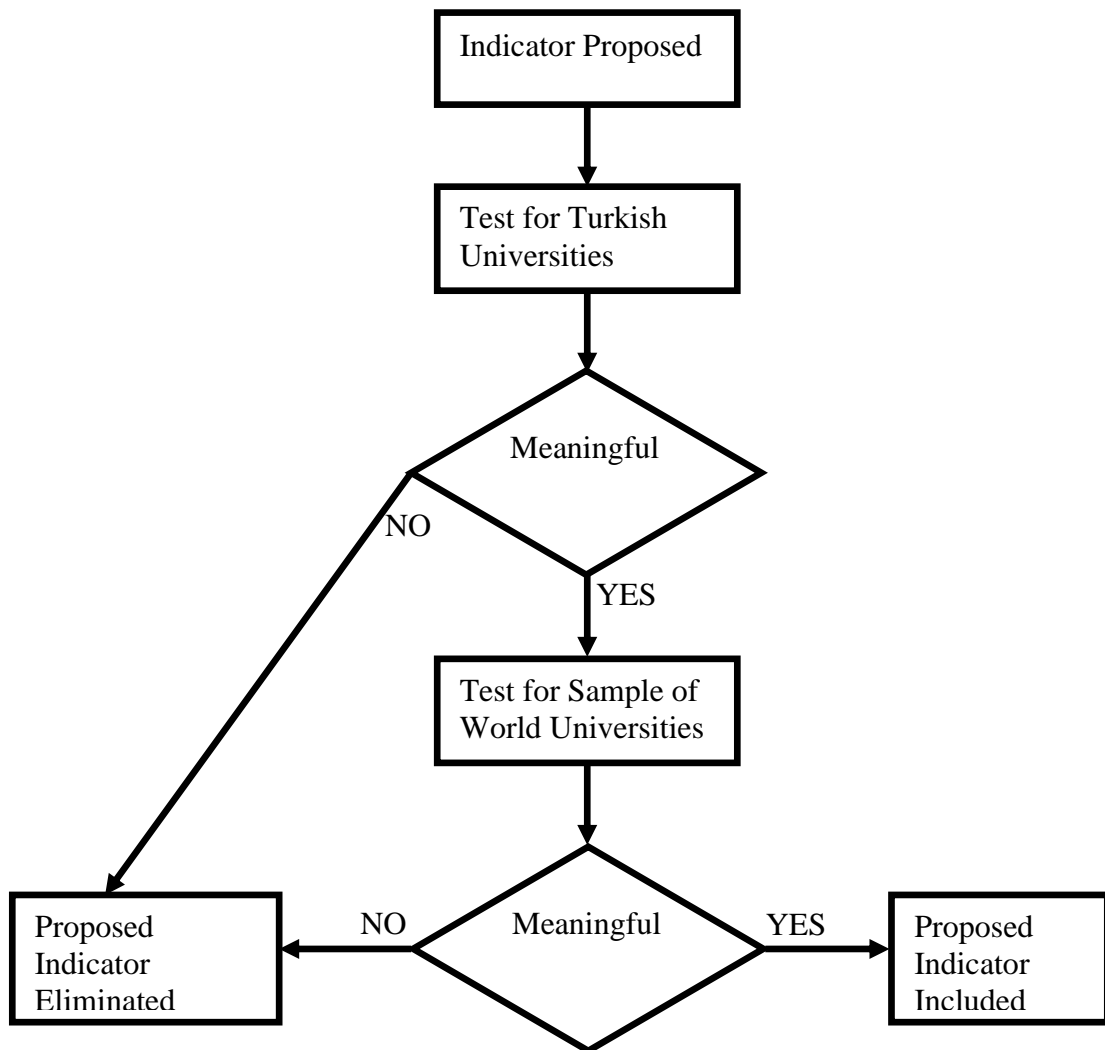 Indicator Proposed
Test for Turkish
Universities
Meaningful
NO
YES
Test for Sample of
World Universities
NO
Meaningful
YES
Proposed
Indicator
Eliminated
Proposed
Indicator
Included